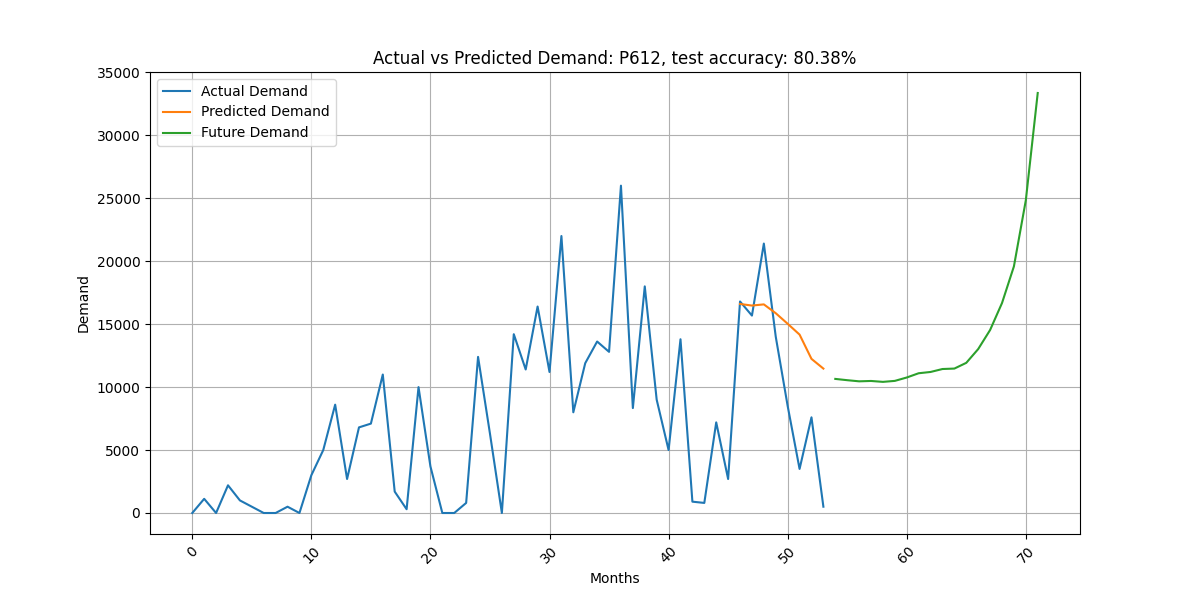 Actual vs Predicted Demand: P612, test accuracy: 80.38%
Actual Demand
Predicted Demand
Future Demand
35000
30000
25000
20000
15000
10000
5000
0
Demand
0
10
20
30
40
50
60
70
Months